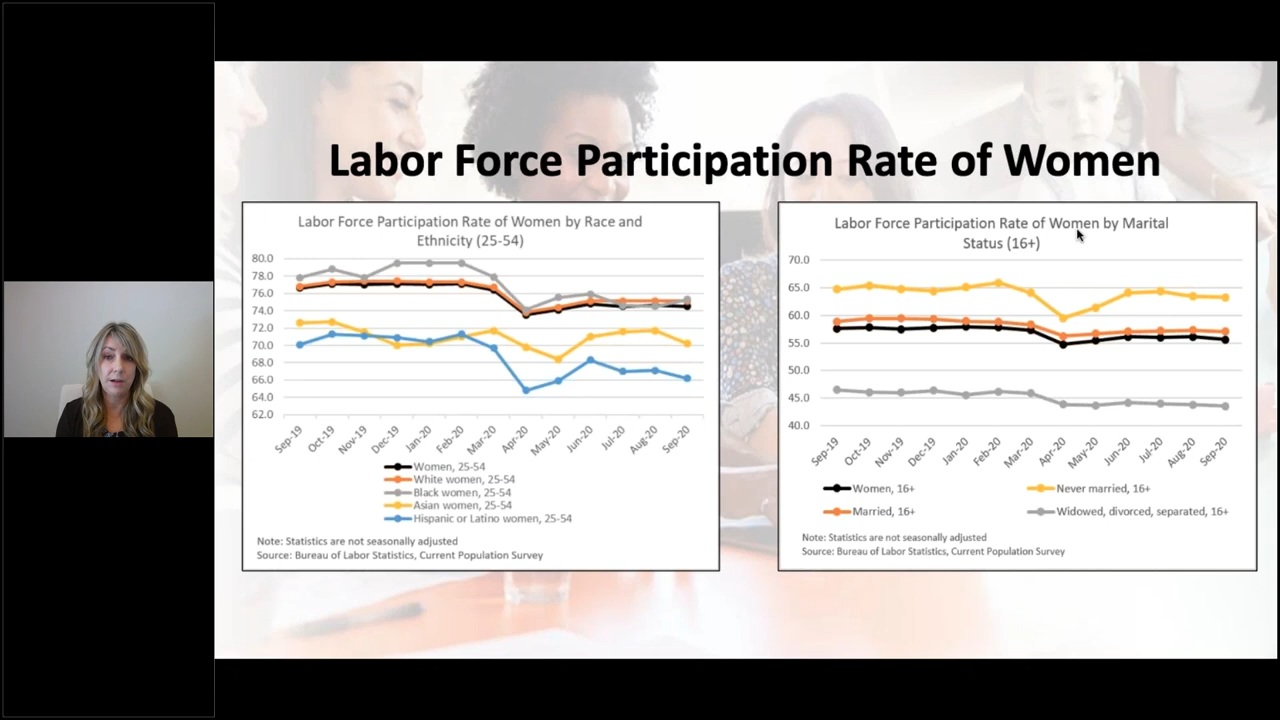 Labor Force Participation Rate of Women
Labor Force Participation Rate of Women by Race and
Ethnicity (25-54)
80.0
78.0
76.0
74.0
72.0
70.0
68.0
66.0
64.0
62.0
Sep-19 Oct-19 Nov-19 Dec-19 Jan-20 Feb-20 Mar-20 Apr-20 May-20 Jun-20 Jul-20 Aug-20 Sep-20
Women, 25-54
White women, 25-54
Black women, 25-54
Asian women, 25-54
Hispanic or Latino women, 25-54
Note: Statistics are not seasonally adjusted
Source: Bureau of Labor Statistics, Current Population Survey
Labor Force Participation Rate of Women by Marital
Status (16+)
70.0
65.0
60.0
55.0
50.0
45.0
40.0
Sep-19 Oct-19 Nov-19 Dec-19 Jan-20 Feb-20 Mar-20 Apr-20 May-20 Jun-20 Jul-20 Aug-20 Sep-20
Women, 16+ Never married, 16+
Married, 16+ Widowed, divorced, separated, 16+
Note: Statistics are not seasonally adjusted
Source: Bureau of Labor Statistics, Current Population Survey